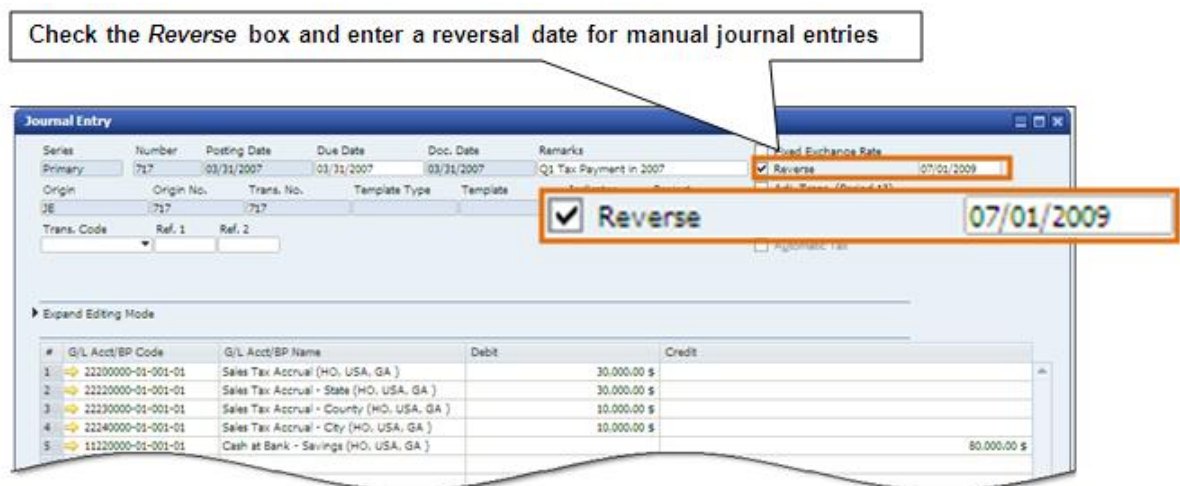 Check the Reverse box and enter a reversal date for manual journal entries
Journal Entry
Series Number Posting Date Due Date Doc. Date Remarks Fixed Exchange Rate
Primary 717 03/31/2007 03/31/2007 03/31/2007 Q1 Tax Payment in 2007 Reverse 07/01/2009
Origin Origin No. Trans. No. Template Type Template
JE 717 717
Reverse 07/01/2009
Trans. Code Ref. 1 Ref. 2
Automatic Tax
Expand Editing Mode
# G/L Acct/BP Code G/L Acct/BP Name Debit Credit
1 22200000-01-001-01 Sales Tax Accrual (HO, USA, GA ) 30.000.00 $
2 22220000-01-001-01 Sales Tax Accrual - State (HO, USA, GA ) 30.000.00 $
3 22230000-01-001-01 Sales Tax Accrual - County (HO, USA, GA ) 10.000.00 $
4 22240000-01-001-01 Sales Tax Accrual - City (HO, USA, GA ) 10.000.00 $
5 11220000-01-001-01 Cash at Bank - Savings (HO, USA, GA ) 80.000.00 $